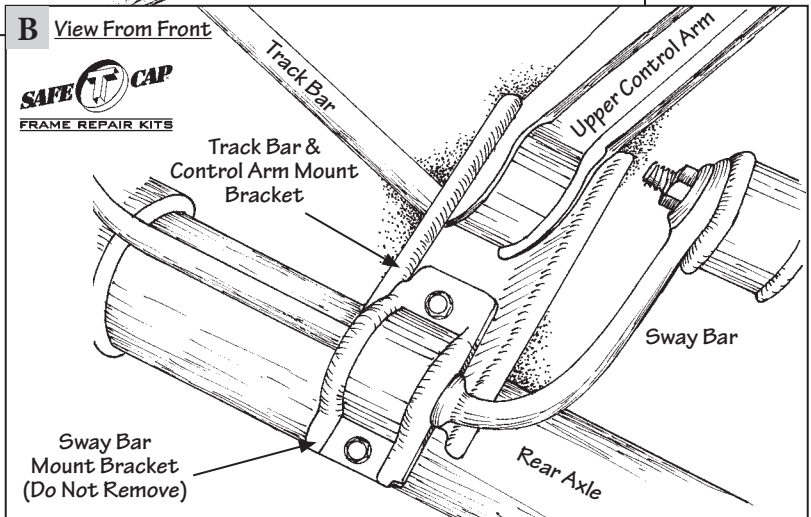 B View From Front
SAFE T CAP
FRAME REPAIR KITS
Track Bar
Upper Control Arm
Track Bar &
Control Arm Mount
Bracket
Sway Bar
Sway Bar
Mount Bracket
(Do Not Remove)
Rear Axle